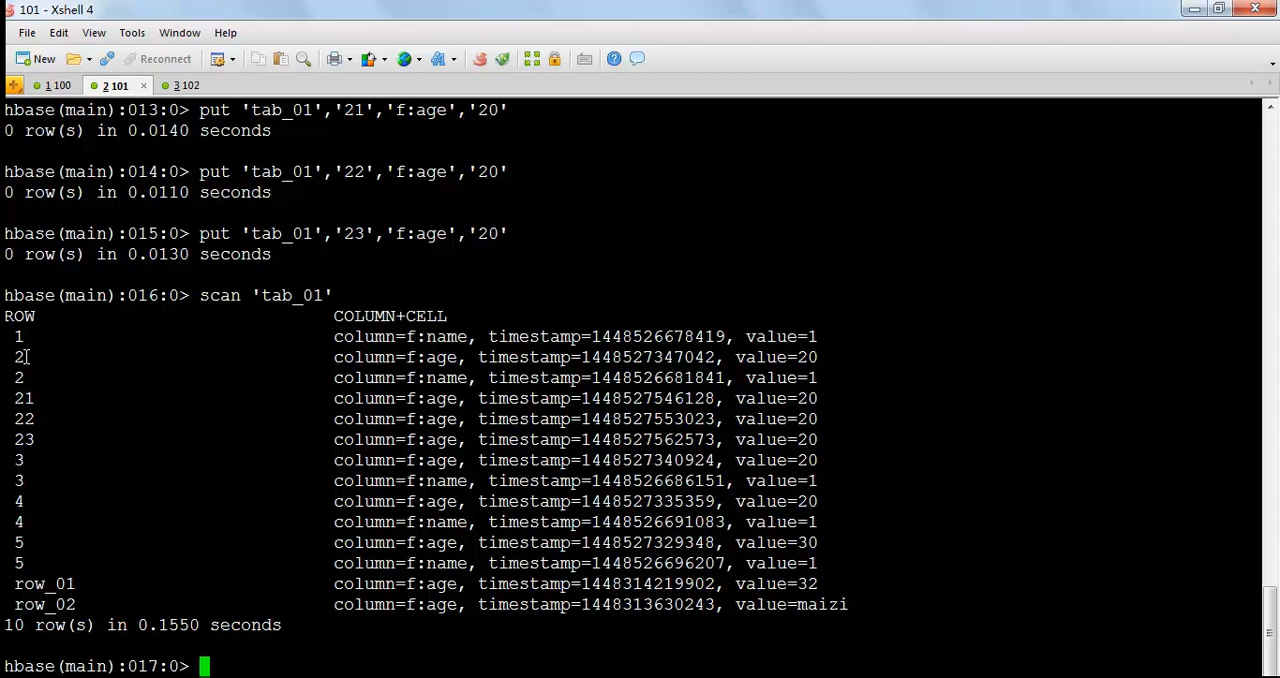 101 - Xshell 4
File Edit View Tools Window Help
New Reconnect
1 100 2 101 × 3 102
hbase(main):013:0> put 'tab_01','21','f:age','20'
0 row(s) in 0.0140 seconds
hbase(main):014:0> put 'tab_01','22','f:age','20'
0 row(s) in 0.0110 seconds
hbase(main):015:0> put 'tab_01','23','f:age','20'
0 row(s) in 0.0130 seconds
hbase(main):016:0> scan 'tab_01'
ROW COLUMN+CELL
1 column=f:name, timestamp=1448526678419, value=1
2 column=f:age, timestamp=1448527347042, value=20
2 column=f:name, timestamp=1448526681841, value=1
21 column=f:age, timestamp=1448527546128, value=20
22 column=f:age, timestamp=1448527553023, value=20
23 column=f:age, timestamp=1448527562573, value=20
3 column=f:age, timestamp=1448527340924, value=20
3 column=f:name, timestamp=1448526686151, value=1
4 column=f:age, timestamp=1448527335359, value=20
4 column=f:name, timestamp=1448526691083, value=1
5 column=f:age, timestamp=1448527329348, value=30
5 column=f:name, timestamp=1448526696207, value=1
row_01 column=f:age, timestamp=1448314219902, value=32
row_02 column=f:age, timestamp=1448313630243, value=maizi
10 row(s) in 0.1550 seconds
hbase(main):017:0>